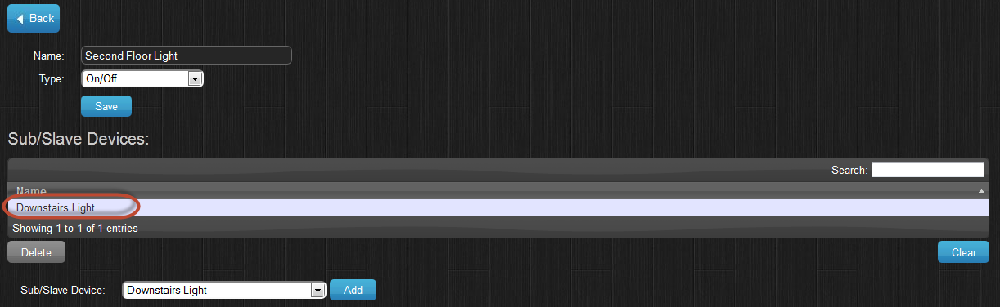 Back
Name: Second Floor Light
Type: On/Off
Save
Sub/Slave Devices:
Search:
Name
Downstairs Light
Showing 1 to 1 of 1 entries
Delete Clear
Sub/Slave Device: Downstairs Light Add